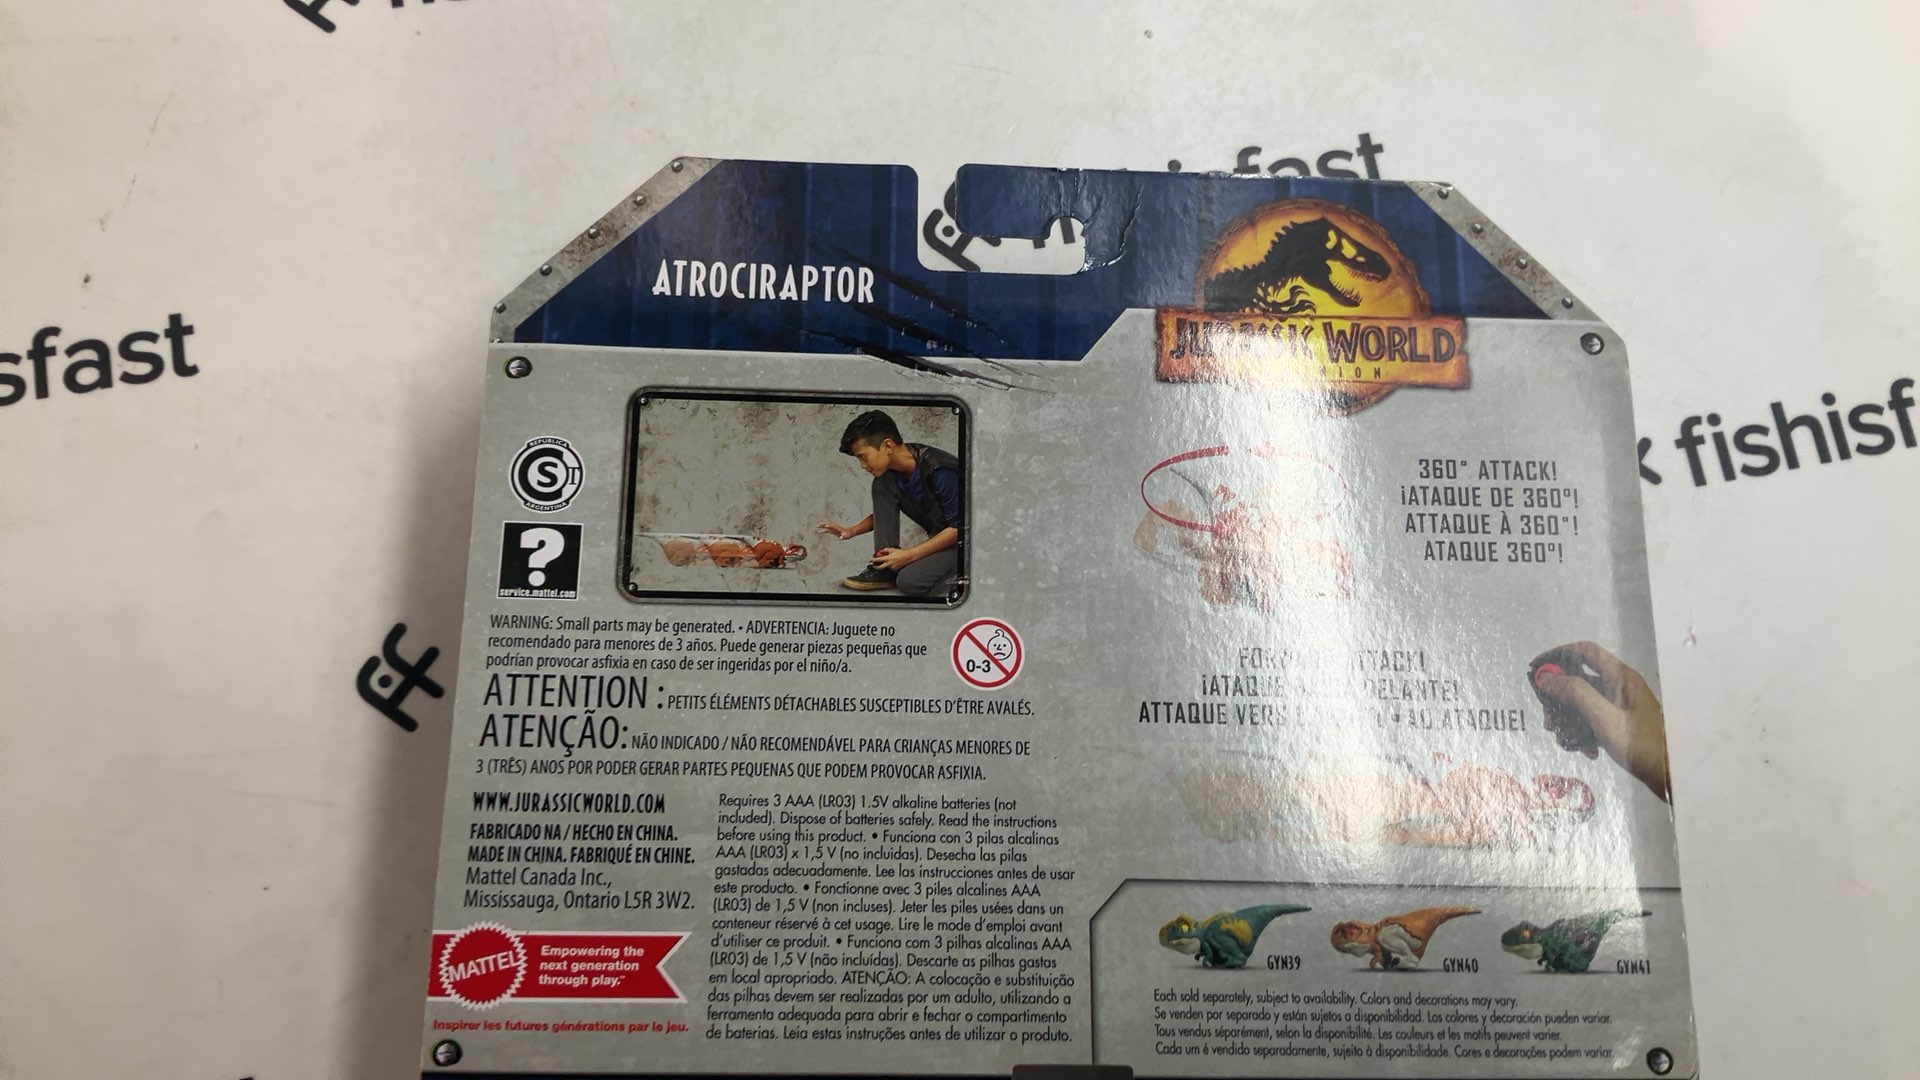 fishisfast
sfast
fishisf
ATROCIRAPTOR
JURASSIC WORLD
REPUBLICA
ARGENTINA
S
?
service.mattel.com
360° ATTACK!
¡ATAQUE DE 360°!
ATTAQUE À 360°!
ATAQUE 360°!
WARNING: Small parts may be generated. • ADVERTENCIA: Juguete no
recomendado para menores de 3 años. Puede generar piezas pequeñas que
podrían provocar asfixia en caso de ser ingeridas por el niño/a.
0-3
ATTENTION : PETITS ÉLÉMENTS DÉTACHABLES SUSCEPTIBLES D'ÊTRE AVALÉS.
ATENÇÃO: NÃO INDICADO / NÃO RECOMENDÁVEL PARA CRIANÇAS MENORES DE
3 (TRÊS) ANOS POR PODER GERAR PARTES PEQUENAS QUE PODEM PROVOCAR ASFIXIA.
ATTACK!
¡ATAQUE DELANTE!
ATTAQUE VERS ATAQUE!
WWW.JURASSICWORLD.COM
FABRICADO NA / HECHO EN CHINA.
MADE IN CHINA. FABRIQUÉ EN CHINE.
Mattel Canada Inc.,
Mississauga, Ontario L5R 3W2.
MATTEL
Empowering the
next generation
through play.™
Inspirer les futures générations par le jeu.
Requires 3 AAA (LR03) 1.5V alkaline batteries (not
included). Dispose of batteries safely. Read the instructions
before using this product. • Funciona con 3 pilas alcalinas
AAA (LR03) x 1,5 V (no incluidas). Desecha las pilas
gastadas adecuadamente. Lee las instrucciones antes de usar
este producto. • Fonctionne avec 3 piles alcalines AAA
(LR03) de 1,5 V (non incluses). Jeter les piles usées dans un
conteneur réservé à cet usage. Lire le mode d'emploi avant
d'utiliser ce produit. • Funciona com 3 pilhas alcalinas AAA
(LR03) de 1,5 V (não incluídas). Descarte as pilhas gastas
em local apropriado. ATENÇÃO: A colocação e substituição
das pilhas devem ser realizadas por um adulto, utilizando a
ferramenta adequada para abrir e fechar o compartimento
de baterias. Leia estas instruções antes de utilizar o produto.
GYN39
GYN40
GYN41
Each sold separately, subject to availability. Colors and decorations may vary.
Se venden por separado y están sujetos a disponibilidad. Los colores y decoración pueden variar.
Tous vendus séparément, selon la disponibilité. Les couleurs et les motifs peuvent varier.
Cada um é vendido separadamente, sujeito à disponibilidade. Cores e decorações podem variar.